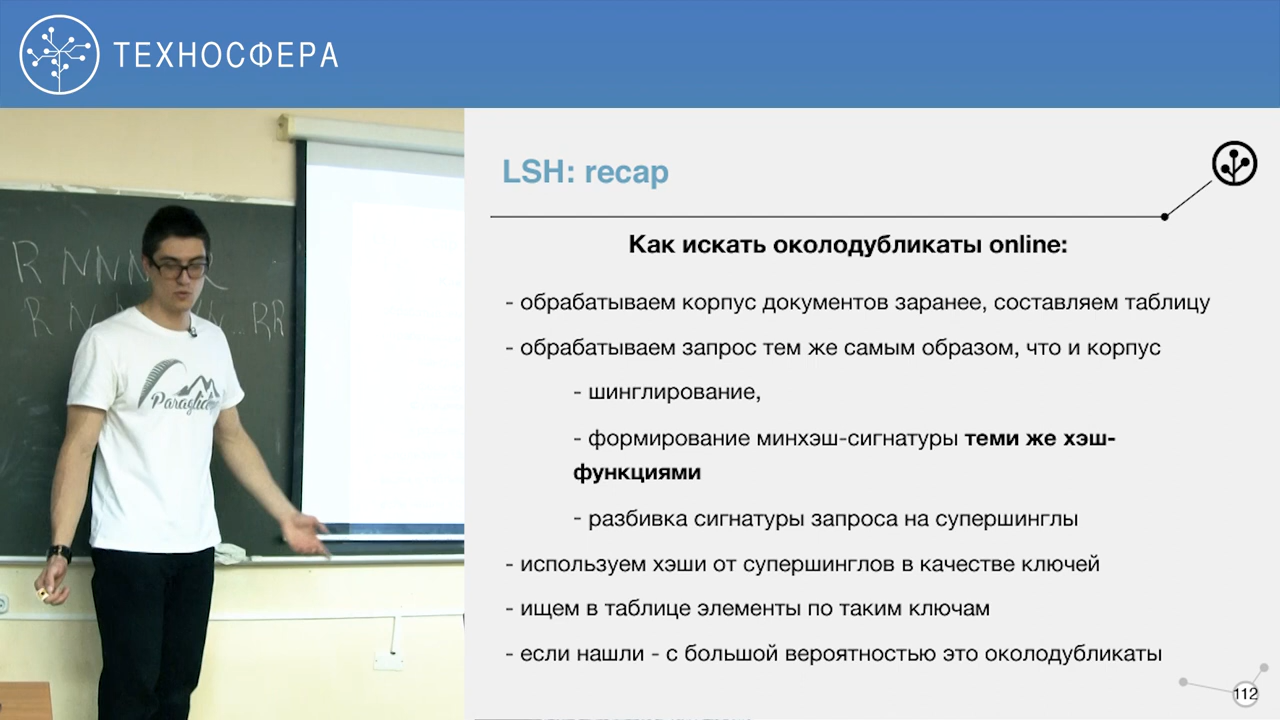 ТЕХНОСФЕРА
LSH: recap
Как искать околодубликаты online:
- обрабатываем корпус документов заранее, составляем таблицу
- обрабатываем запрос тем же самым образом, что и корпус
- шинглирование,
- формирование минхэш-сигнатуры теми же хэш-
функциями
- разбивка сигнатуры запроса на супершинглы
- используем хэши от супершинглов в качестве ключей
- ищем в таблице элементы по таким ключам
- если нашли - с большой вероятностью это околодубликаты
112